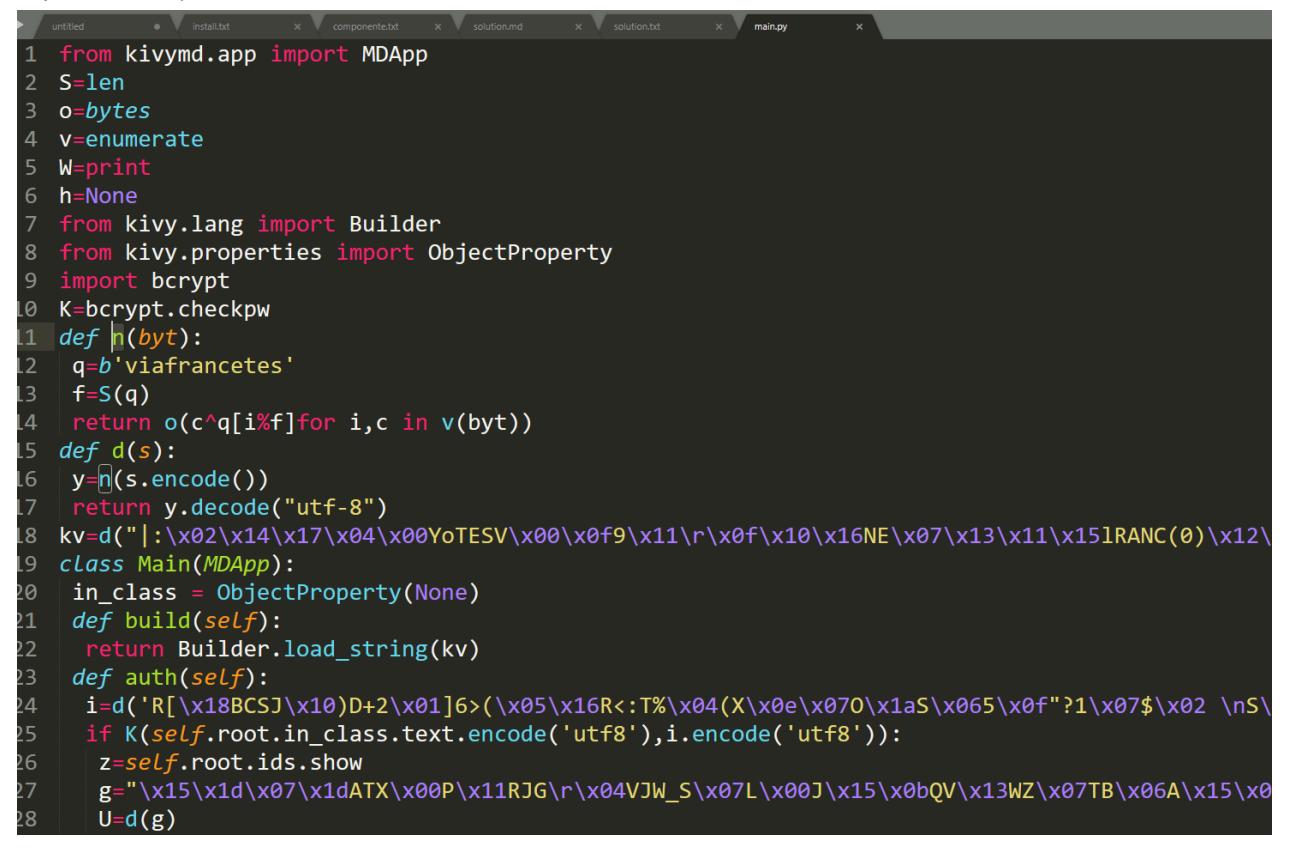 untitled install.txt componente.txt solution.md solution.txt main.py
1 from kivymd.app import MDApp
2 S=len
3 o=bytes
4 v=enumerate
5 W=print
6 h=None
7 from kivy.lang import Builder
8 from kivy.properties import ObjectProperty
9 import bcrypt
10 K=bcrypt.checkpw
11 def n(byt):
12 q=b'viafrancetes'
13 f=S(q)
14 return o(c^q[i%f]for i,c in v(byt))
15 def d(s):
16 y=n(s.encode())
17 return y.decode("utf-8")
18 kv=d("|:\x02\x14\x17\x04\x00YoTESV\x00\x0f9\x11\r\x0f\x10\x16NE\x07\x13\x11\x15lRANC(0)\x12\
19 class Main(MDApp):
20 in_class = ObjectProperty(None)
21 def build(self):
22 return Builder.load_string(kv)
23 def auth(self):
24 i=d('R[\x18BCSJ\x10)D+2\x01]6>(\x05\x16R<:T%\x04(X\x0e\x07O\x1aS\x065\x0f"?1\x07$\x02 \nS\
25 if K(self.root.in_class.text.encode('utf8'),i.encode('utf8')):
26 z=self.root.ids.show
27 g="\x15\x1d\x07\x1dATX\x00P\x11RJG\r\x04VJW_S\x07L\x00J\x15\x0bQV\x13WZ\x07TB\x06A\x15\x0
28 U=d(g)